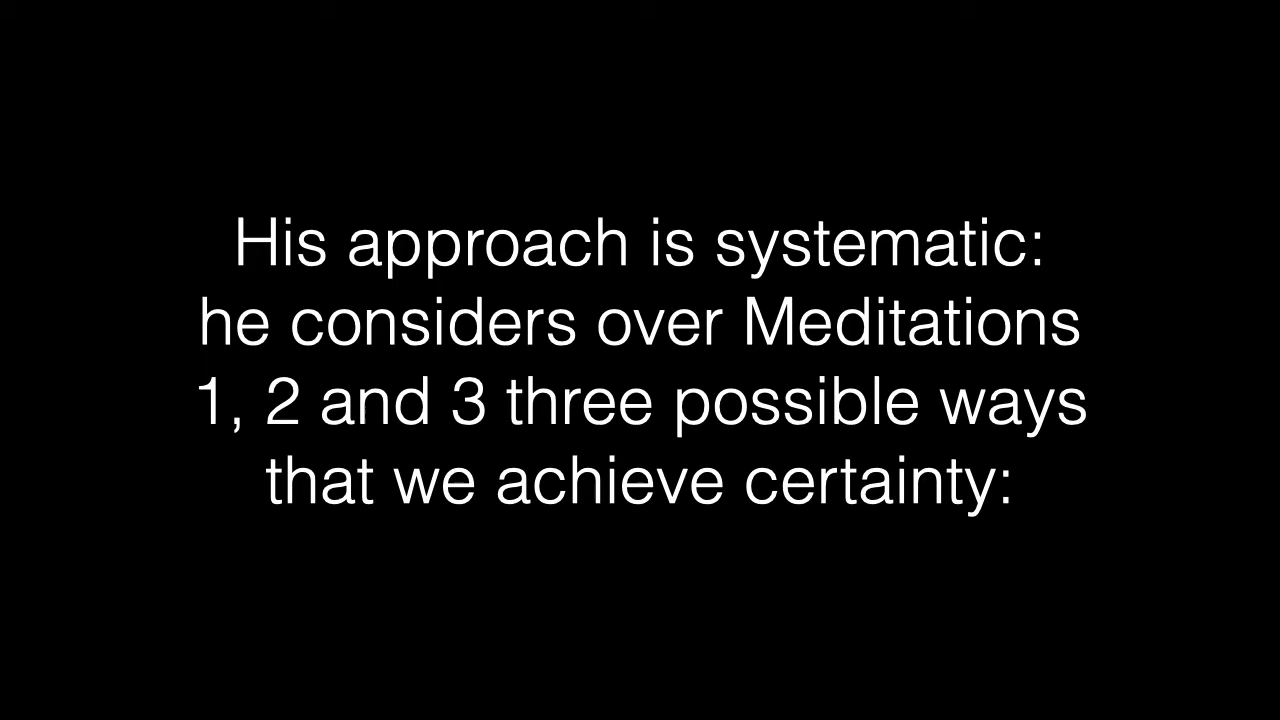 His approach is systematic:
he considers over Meditations
1, 2 and 3 three possible ways
that we achieve certainty: